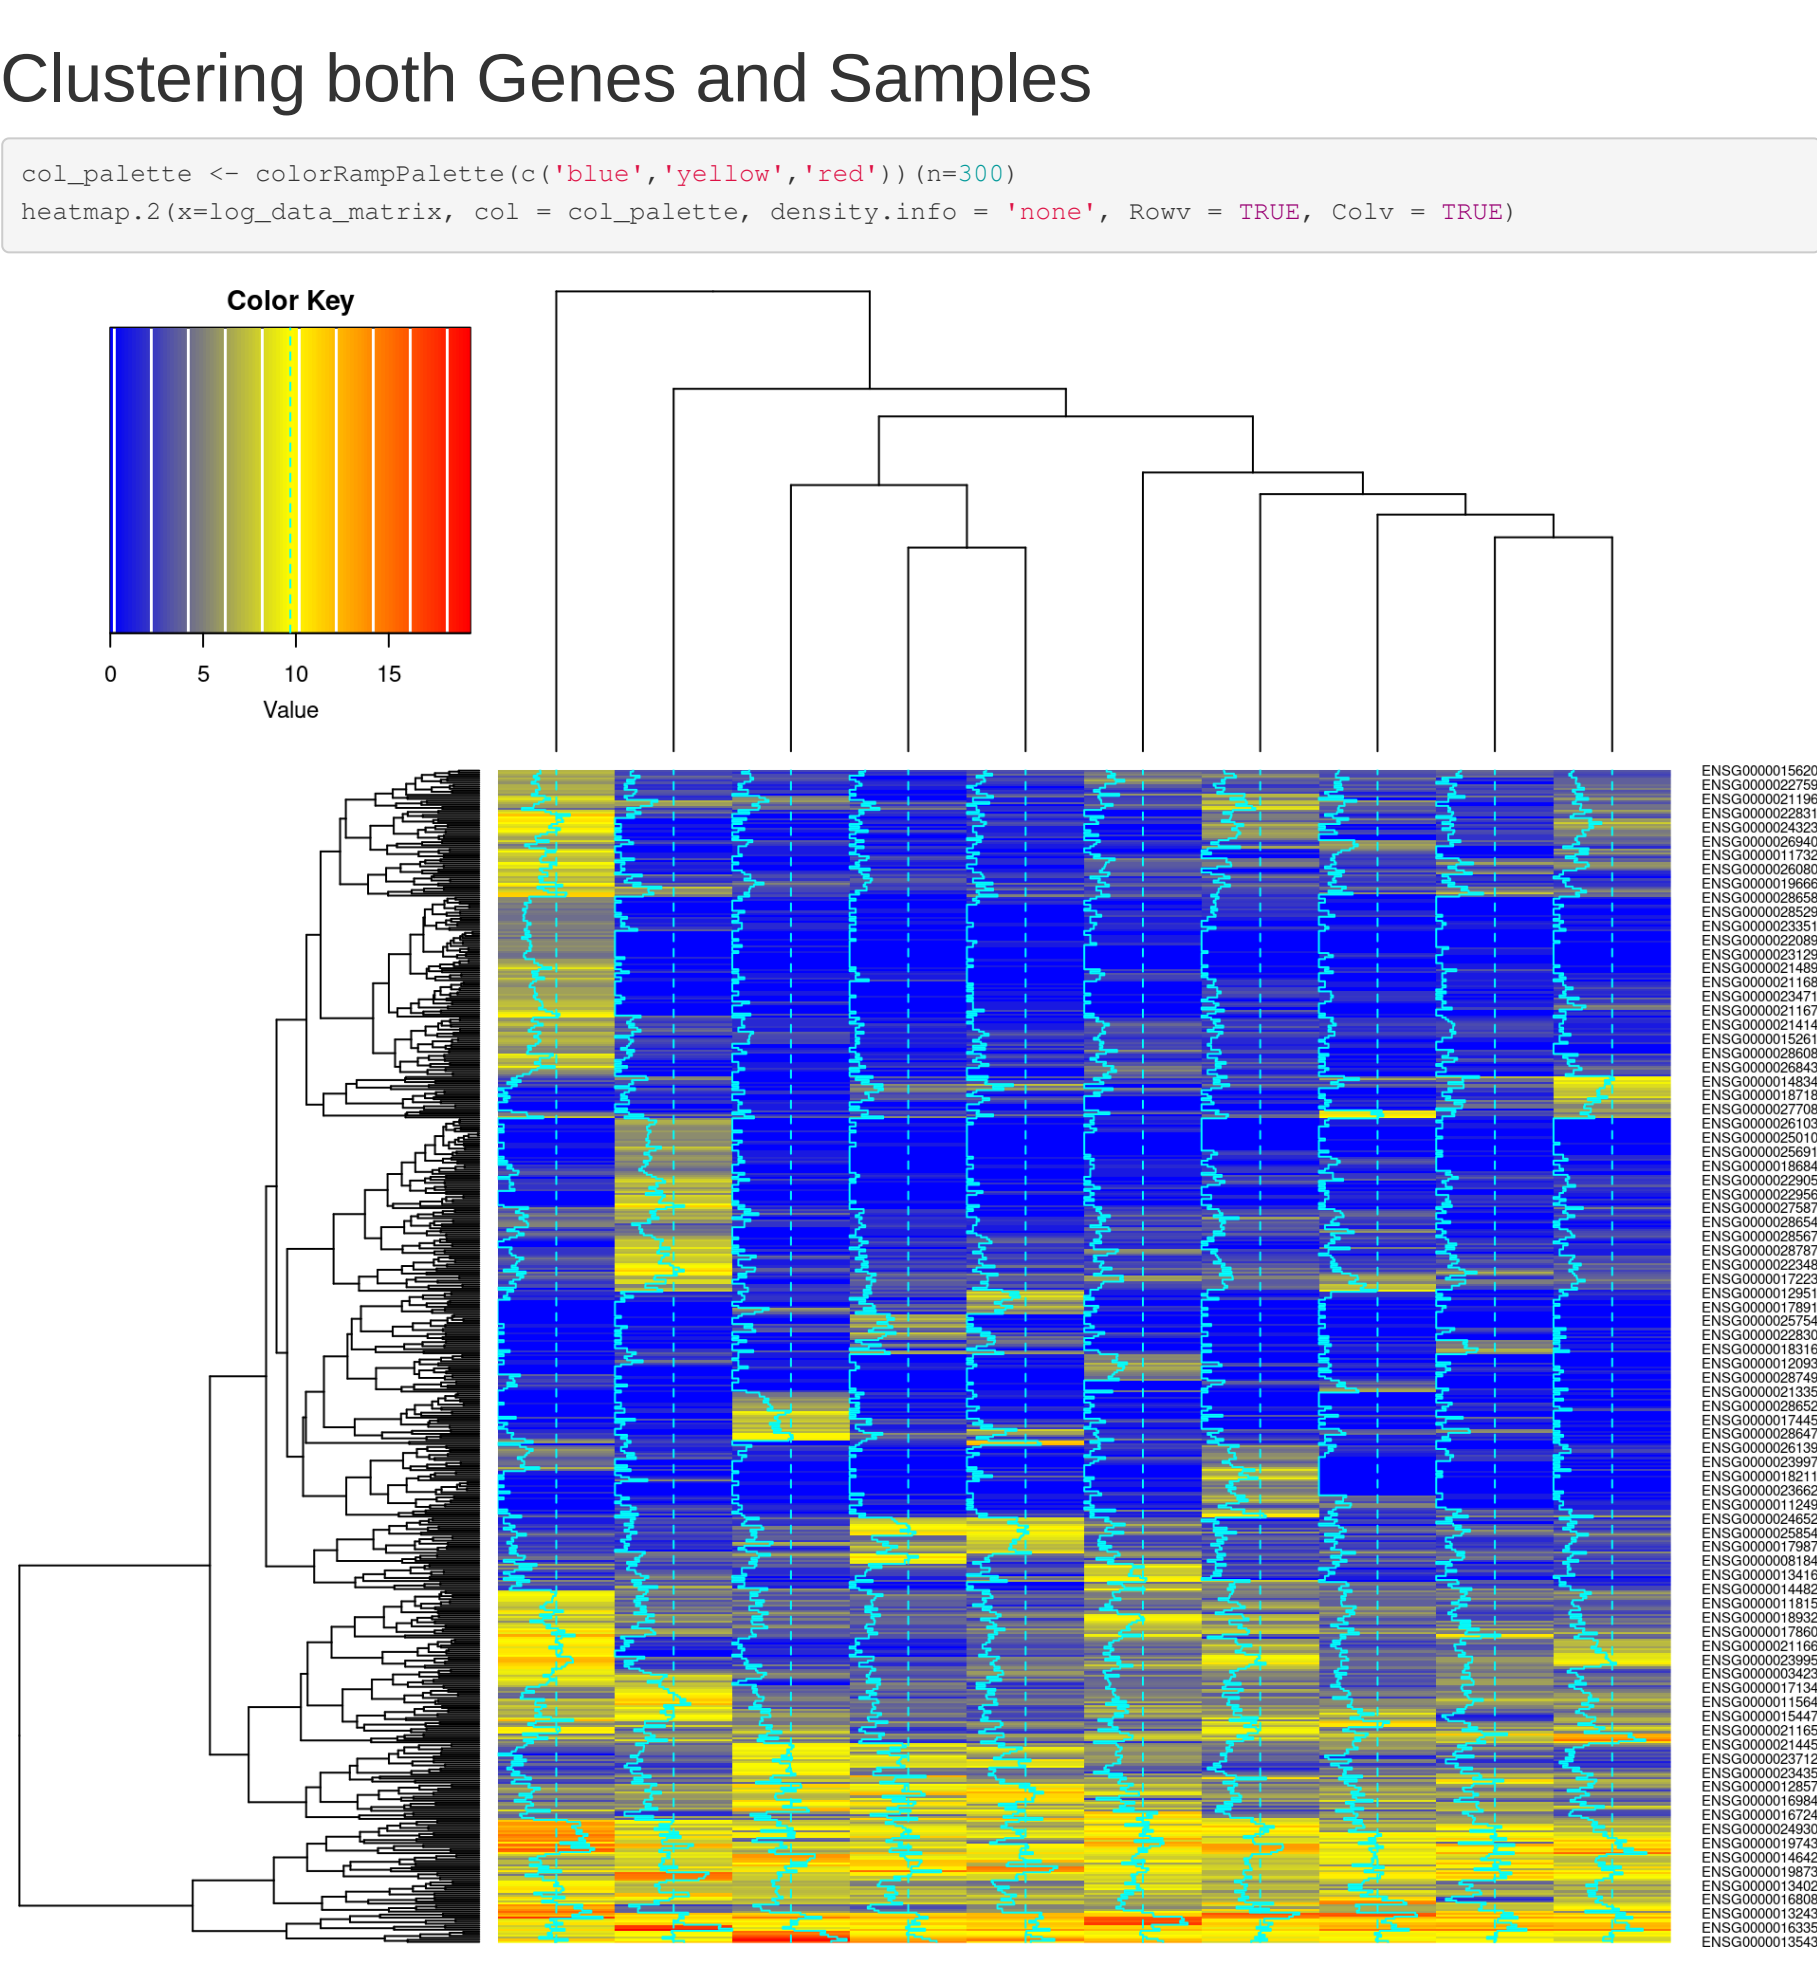 Clustering both Genes and Samples
col_palette <- colorRampPalette(c('blue','yellow','red'))(n=300)
heatmap.2(x=log_data_matrix, col = col_palette, density.info = 'none', Rowv = TRUE, Colv = TRUE)
Color Key
0 5 10 15
Value
ENSG0000015620
ENSG0000022759
ENSG0000021196
ENSG0000022831
ENSG0000024323
ENSG0000026940
ENSG0000011732
ENSG0000026080
ENSG0000019666
ENSG0000028658
ENSG0000028529
ENSG0000023351
ENSG0000022089
ENSG0000023129
ENSG0000021489
ENSG0000021168
ENSG0000023471
ENSG0000021167
ENSG0000021414
ENSG0000015261
ENSG0000028608
ENSG0000026843
ENSG0000014834
ENSG0000018718
ENSG0000027700
ENSG0000026103
ENSG0000025010
ENSG0000025691
ENSG0000018684
ENSG0000022905
ENSG0000022956
ENSG0000027587
ENSG0000028654
ENSG0000028567
ENSG0000028787
ENSG0000022348
ENSG0000017223
ENSG0000012951
ENSG0000017891
ENSG0000025754
ENSG0000022830
ENSG0000018316
ENSG0000012093
ENSG0000028749
ENSG0000021335
ENSG0000028652
ENSG0000017445
ENSG0000028647
ENSG0000026139
ENSG0000023997
ENSG0000018211
ENSG0000023662
ENSG0000011249
ENSG0000024652
ENSG0000025854
ENSG0000017987
ENSG0000008184
ENSG0000013416
ENSG0000014482
ENSG0000011815
ENSG0000018932
ENSG0000017860
ENSG0000021166
ENSG0000023995
ENSG0000003423
ENSG0000017134
ENSG0000011564
ENSG0000015447
ENSG0000021165
ENSG0000021445
ENSG0000023712
ENSG0000023435
ENSG0000012857
ENSG0000016984
ENSG0000016724
ENSG0000024930
ENSG0000019743
ENSG0000014642
ENSG0000019873
ENSG0000013402
ENSG0000016808
ENSG0000013243
ENSG0000016335
ENSG0000013543